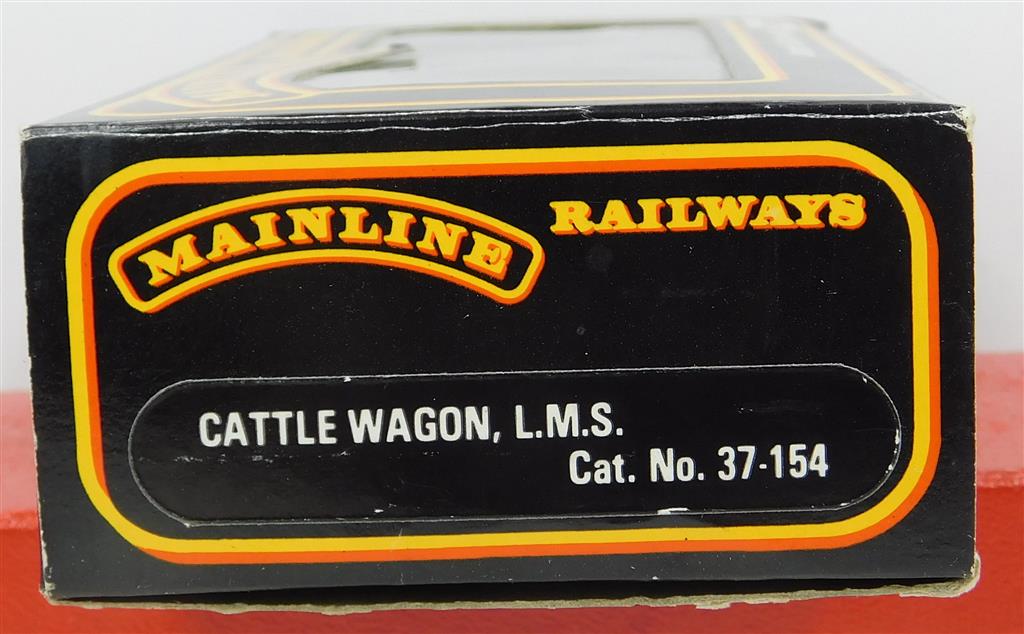 MAINLINE RAILWAYS
CATTLE WAGON, L.M.S.
Cat. No. 37-154